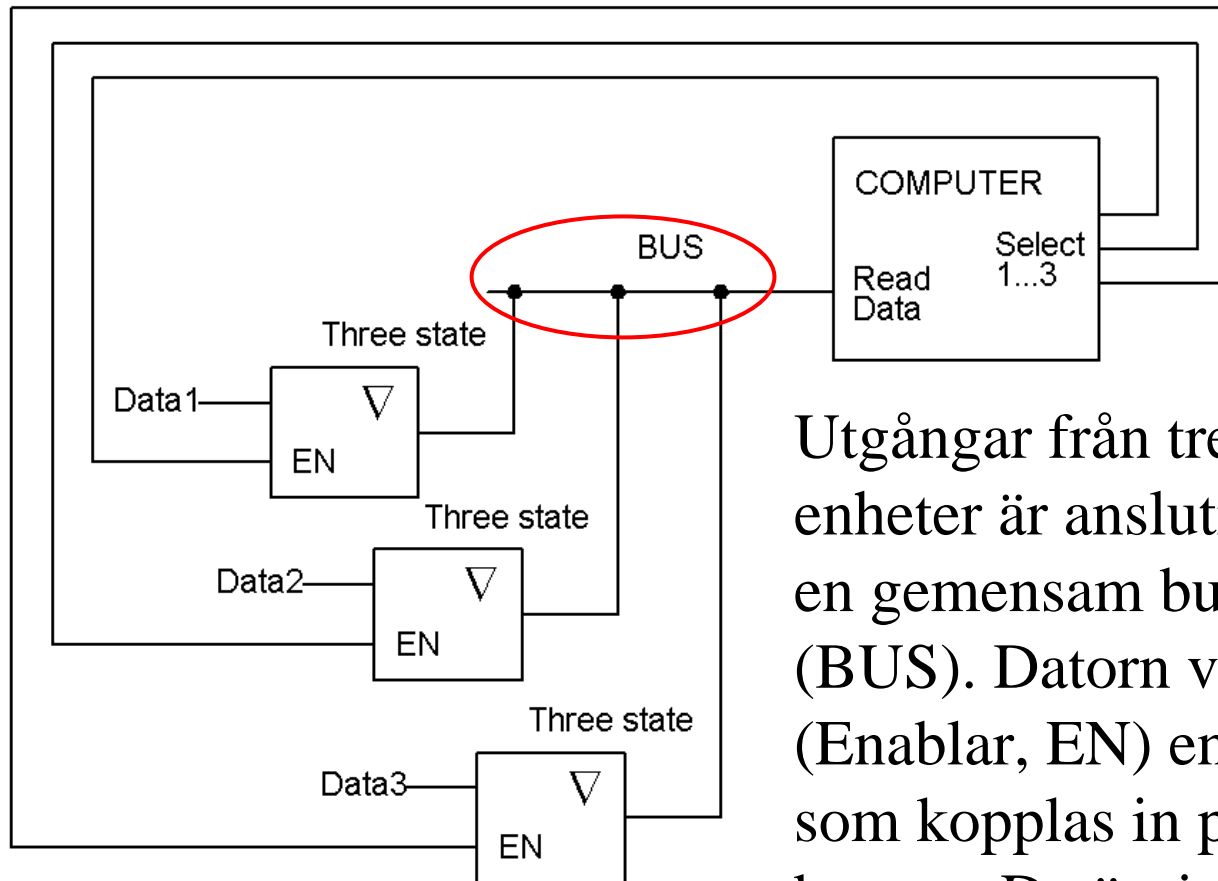 COMPUTER
BUS
Select
1...3
Read
Data
Three state
Data1
EN
Three state
Data2
EN
Three state
Data3
EN
Utgångar från tre
enheter är anslut
en gemensam bu
(BUS). Datorn v
(Enablar, EN) en
som kopplas in p